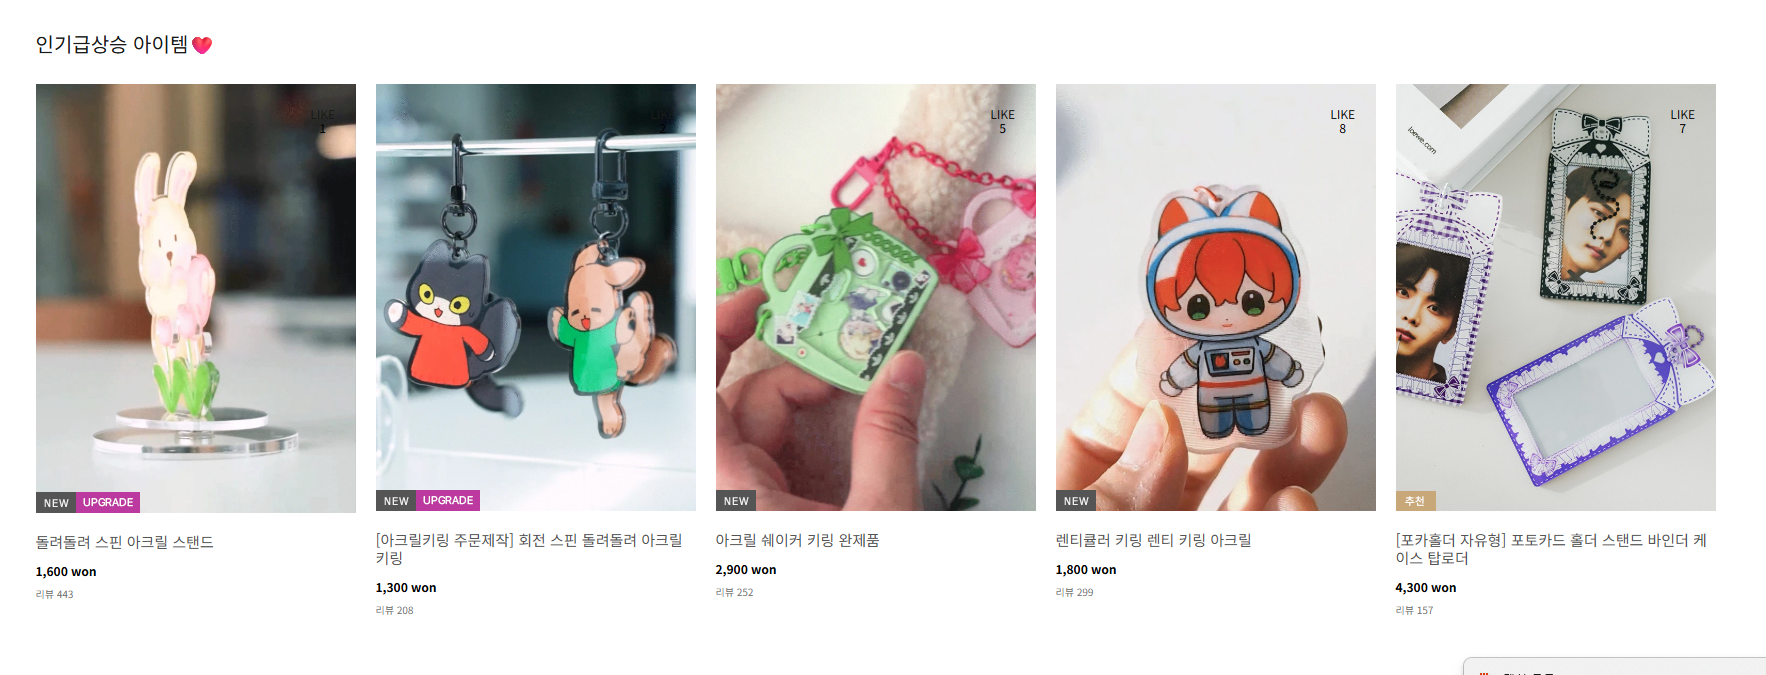 인기급상승 아이템
LIKE
1
LIKE
2
LIKE
5
LIKE
8
LIKE
7
loewe.com
NEW UPGRADE
NEW UPGRADE
NEW
NEW
추천
돌려돌려 스핀 아크릴 스탠드
1,600 won
리뷰 443
[아크릴키링 주문제작] 회전 스핀 돌려돌려 아크릴
키링
1,300 won
리뷰 208
아크릴 쉐이커 키링 완제품
2,900 won
리뷰 252
렌티큘러 키링 렌티 키링 아크릴
1,800 won
리뷰 299
[포카홀더 자유형] 포토카드 홀더 스탠드 바인더 케
이스 탑로더
4,300 won
리뷰 157